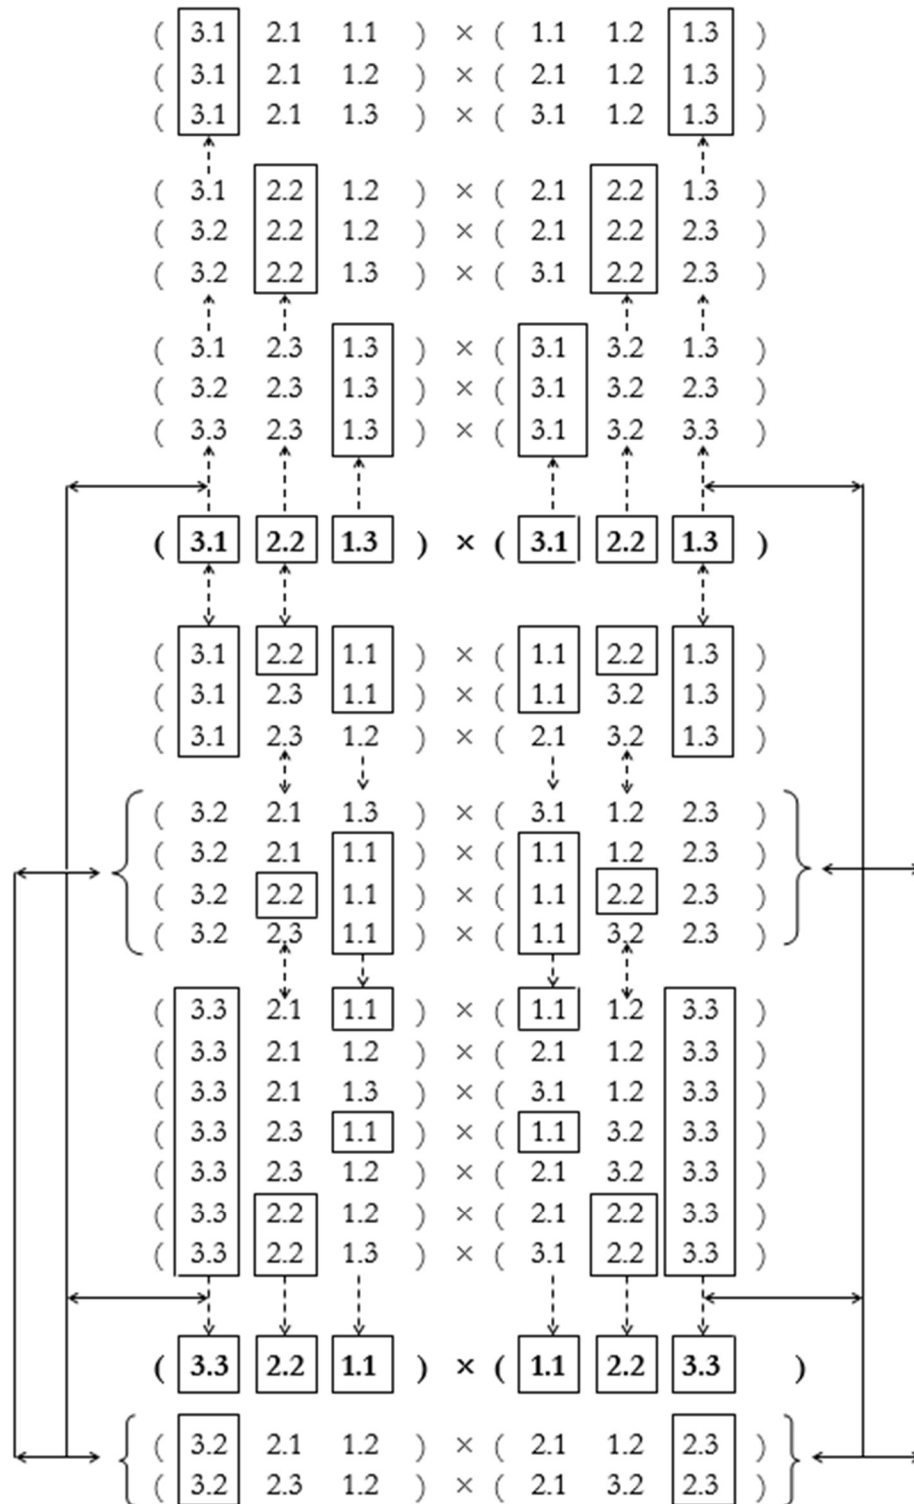 ( 3.1 2.1 1.1 ) × ( 1.1 1.2 1.3 )
( 3.1 2.1 1.2 ) × ( 2.1 1.2 1.3 )
( 3.1 2.1 1.3 ) × ( 3.1 1.2 1.3 )
( 3.1 2.2 1.2 ) × ( 2.1 2.2 1.3 )
( 3.2 2.2 1.2 ) × ( 2.1 2.2 2.3 )
( 3.2 2.2 1.3 ) × ( 3.1 2.2 2.3 )
( 3.1 2.3 1.3 ) × ( 3.1 3.2 1.3 )
( 3.2 2.3 1.3 ) × ( 3.1 3.2 2.3 )
( 3.3 2.3 1.3 ) × ( 3.1 3.2 3.3 )
( 3.1 2.2 1.3 ) × ( 3.1 2.2 1.3 )
( 3.1 2.2 1.1 ) × ( 1.1 2.2 1.3 )
( 3.1 2.3 1.1 ) × ( 1.1 3.2 1.3 )
( 3.1 2.3 1.2 ) × ( 2.1 3.2 1.3 )
( 3.2 2.1 1.3 ) × ( 3.1 1.2 2.3 )
( 3.2 2.1 1.1 ) × ( 1.1 1.2 2.3 )
( 3.2 2.2 1.1 ) × ( 1.1 2.2 2.3 )
( 3.2 2.3 1.1 ) × ( 1.1 3.2 2.3 )
( 3.3 2.1 1.1 ) × ( 1.1 1.2 3.3 )
( 3.3 2.1 1.2 ) × ( 2.1 1.2 3.3 )
( 3.3 2.1 1.3 ) × ( 3.1 1.2 3.3 )
( 3.3 2.3 1.1 ) × ( 1.1 3.2 3.3 )
( 3.3 2.3 1.2 ) × ( 2.1 3.2 3.3 )
( 3.3 2.2 1.2 ) × ( 2.1 2.2 3.3 )
( 3.3 2.2 1.3 ) × ( 3.1 2.2 3.3 )
( 3.3 2.2 1.1 ) × ( 1.1 2.2 3.3 )
( 3.2 2.1 1.2 ) × ( 2.1 1.2 2.3 )
( 3.2 2.3 1.2 ) × ( 2.1 3.2 2.3 )